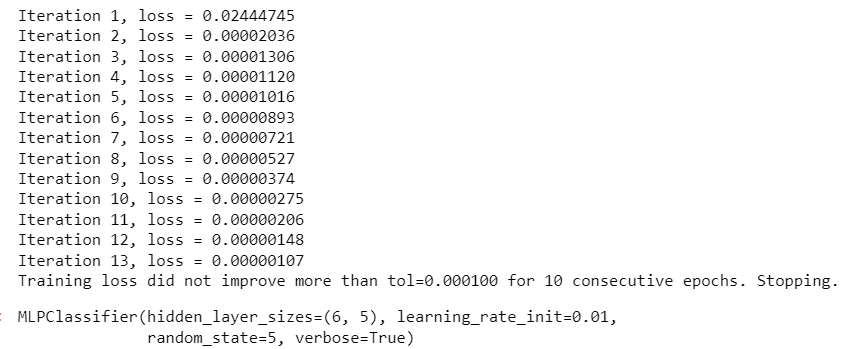 Iteration 1, loss = 0.02444745
Iteration 2, loss = 0.00002036
Iteration 3, loss = 0.00001306
Iteration 4, loss = 0.00001120
Iteration 5, loss = 0.00001016
Iteration 6, loss = 0.00000893
Iteration 7, loss = 0.00000721
Iteration 8, loss = 0.00000527
Iteration 9, loss = 0.00000374
Iteration 10, loss = 0.00000275
Iteration 11, loss = 0.00000206
Iteration 12, loss = 0.00000148
Iteration 13, loss = 0.00000107
Training loss did not improve more than tol=0.000100 for 10 consecutive epochs. Stopping.
: MLPClassifier(hidden_layer_sizes=(6, 5), learning_rate_init=0.01,
random_state=5, verbose=True)